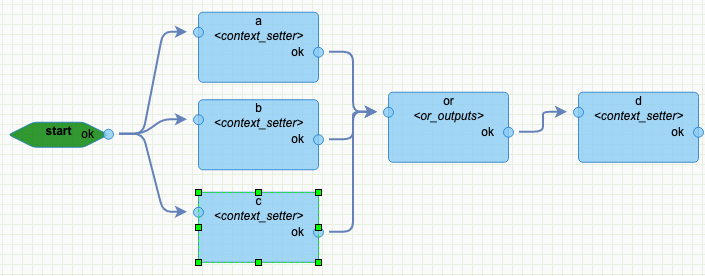 start
ok
a
<context_setter>
ok
b
<context_setter>
ok
c
<context_setter>
ok
or
<or_outputs>
ok
d
<context_setter>
ok